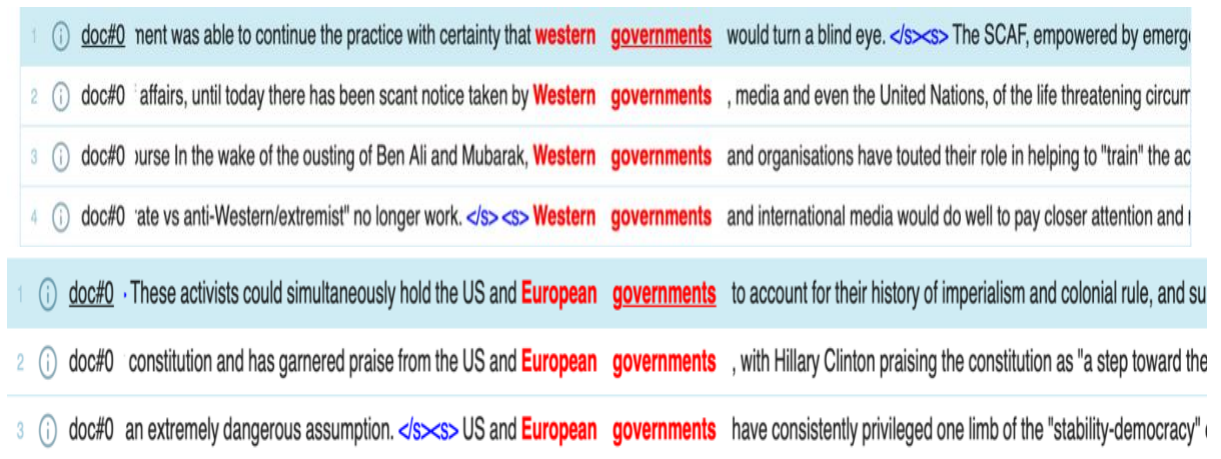 1 doc#0 ment was able to continue the practice with certainty that western governments would turn a blind eye. </s><s> The SCAF, empowered by emerg
2 doc#0 affairs, until today there has been scant notice taken by Western governments , media and even the United Nations, of the life threatening circum
3 doc#0 ourse In the wake of the ousting of Ben Ali and Mubarak, Western governments and organisations have touted their role in helping to "train" the ac
4 doc#0 ate vs anti-Western/extremist" no longer work. </s> <s> Western governments and international media would do well to pay closer attention and
1 doc#0 These activists could simultaneously hold the US and European governments to account for their history of imperialism and colonial rule, and su
2 doc#0 constitution and has garnered praise from the US and European governments , with Hillary Clinton praising the constitution as "a step toward the
3 doc#0 an extremely dangerous assumption. </s><s> US and European governments have consistently privileged one limb of the "stability-democracy"